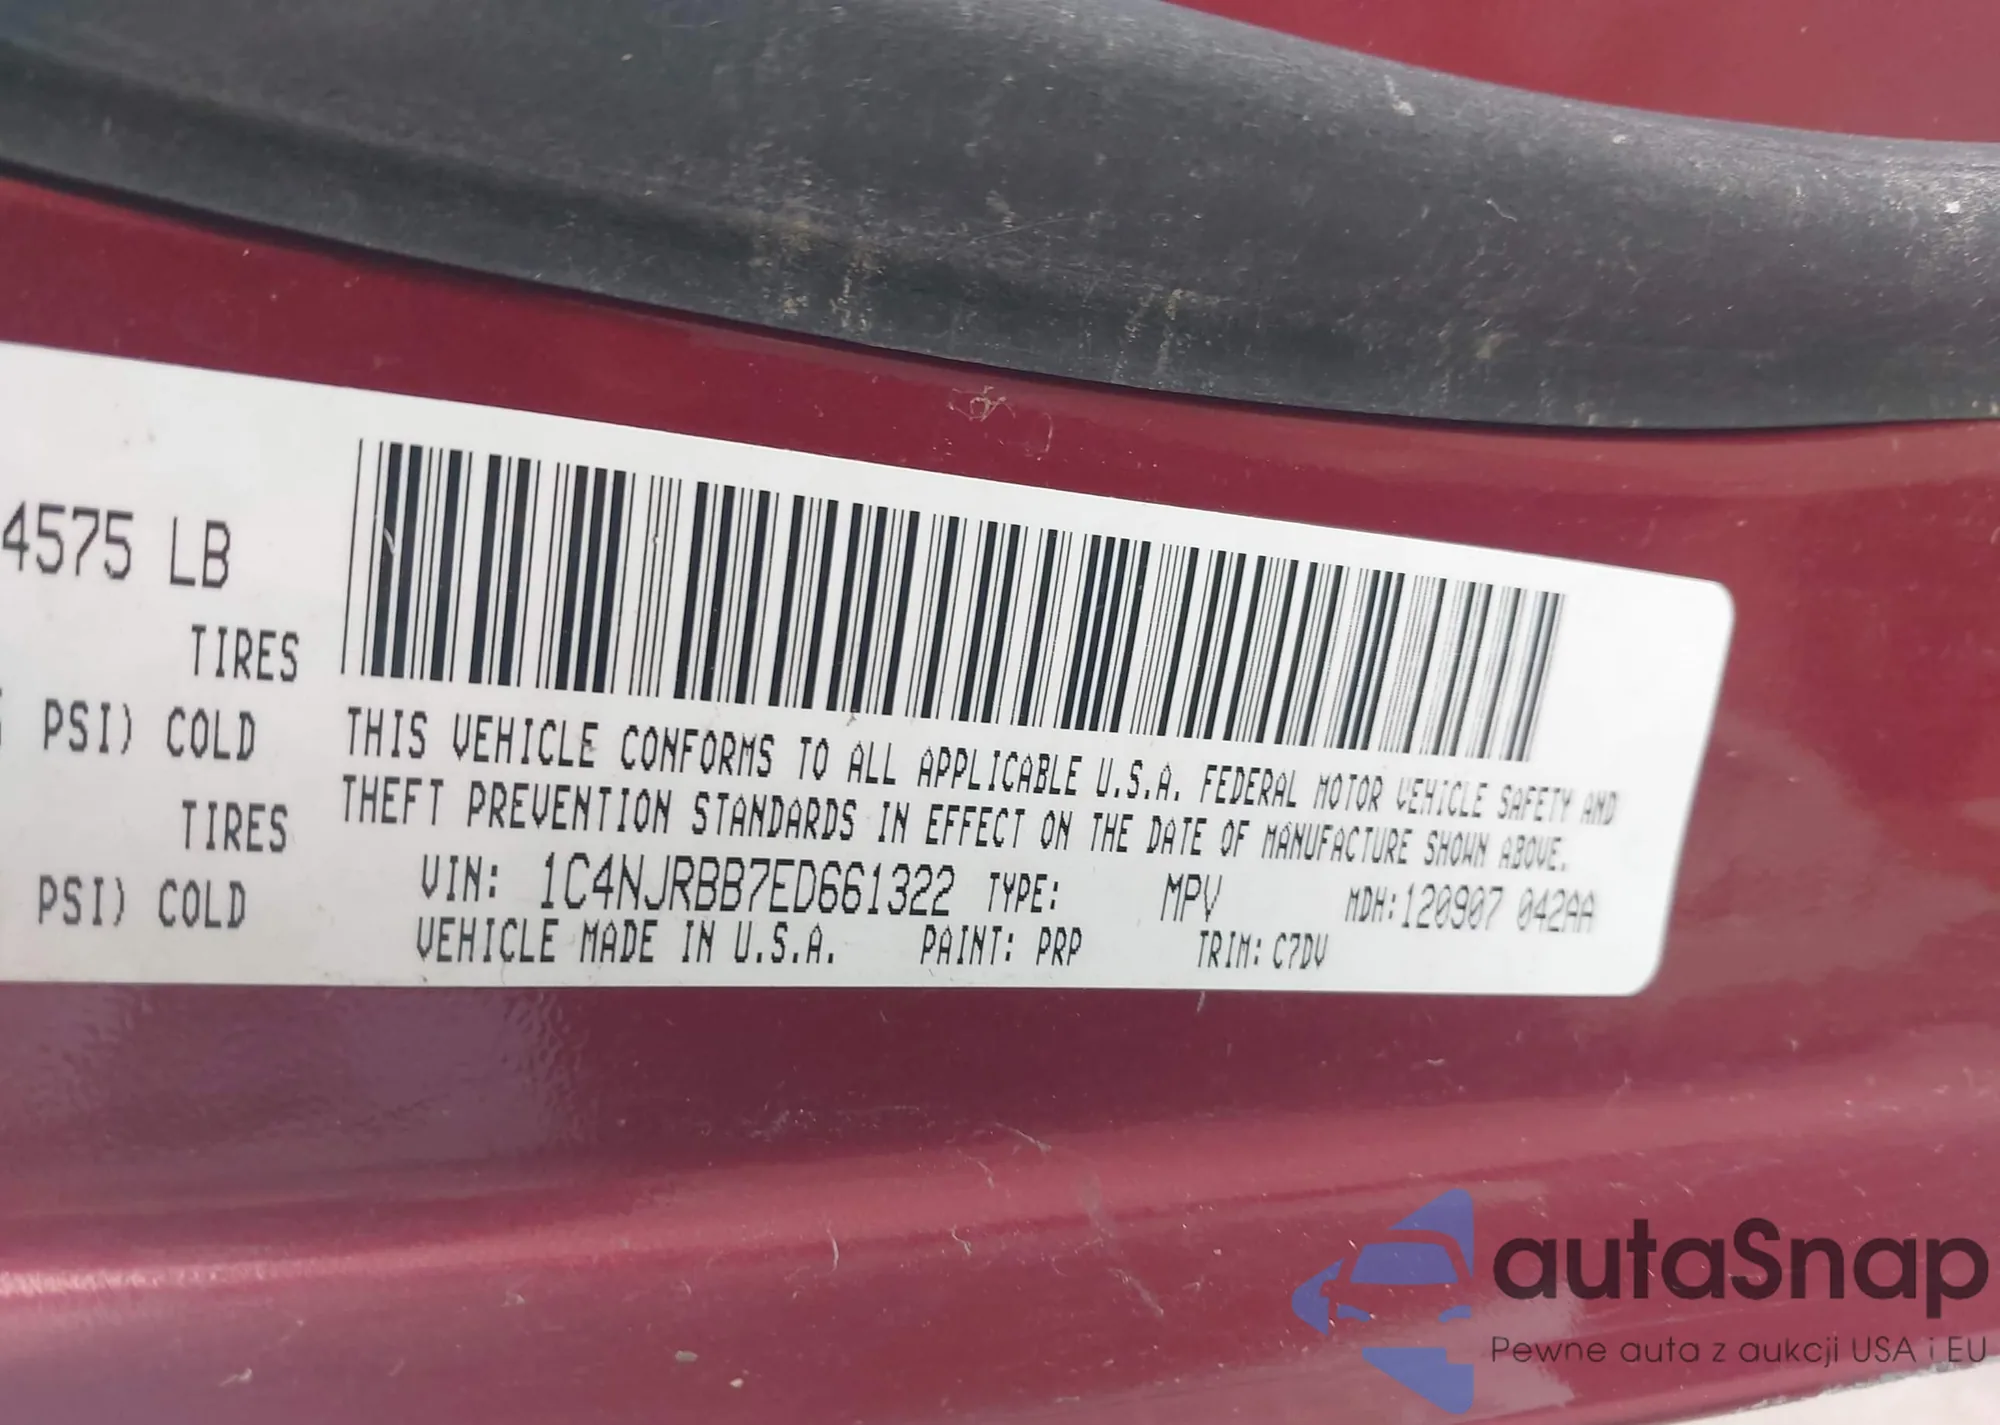 4575 LB
TIRES
PSI) COLD
TIRES
PSI) COLD
THIS VEHICLE CONFORMS TO ALL APPLICABLE U.S.A. FEDERAL MOTOR VEHICLE SAFETY AND
THEFT PREVENTION STANDARDS IN EFFECT ON THE DATE OF MANUFACTURE SHOWN ABOVE.
VIN: 1C4NJRBB7ED661322 TYPE: MPV MDH:120907 042AA
VEHICLE MADE IN U.S.A. PAINT: PRP TRIM: C7DV
autaSnap
Pewne auta z aukcji USA i EU